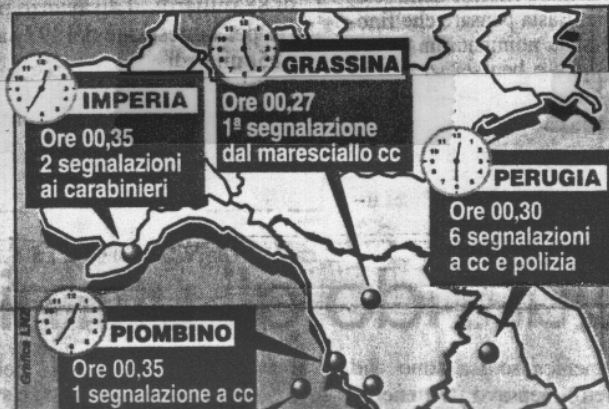 IMPERIA
Ore 00,35
2 segnalazioni
ai carabinieri
GRASSINA
Ore 00,27
1ª segnalazione
dal maresciallo cc
PERUGIA
Ore 00,30
6 segnalazioni
a cc e polizia
PIOMBINO
Ore 00,35
1 segnalazione a cc